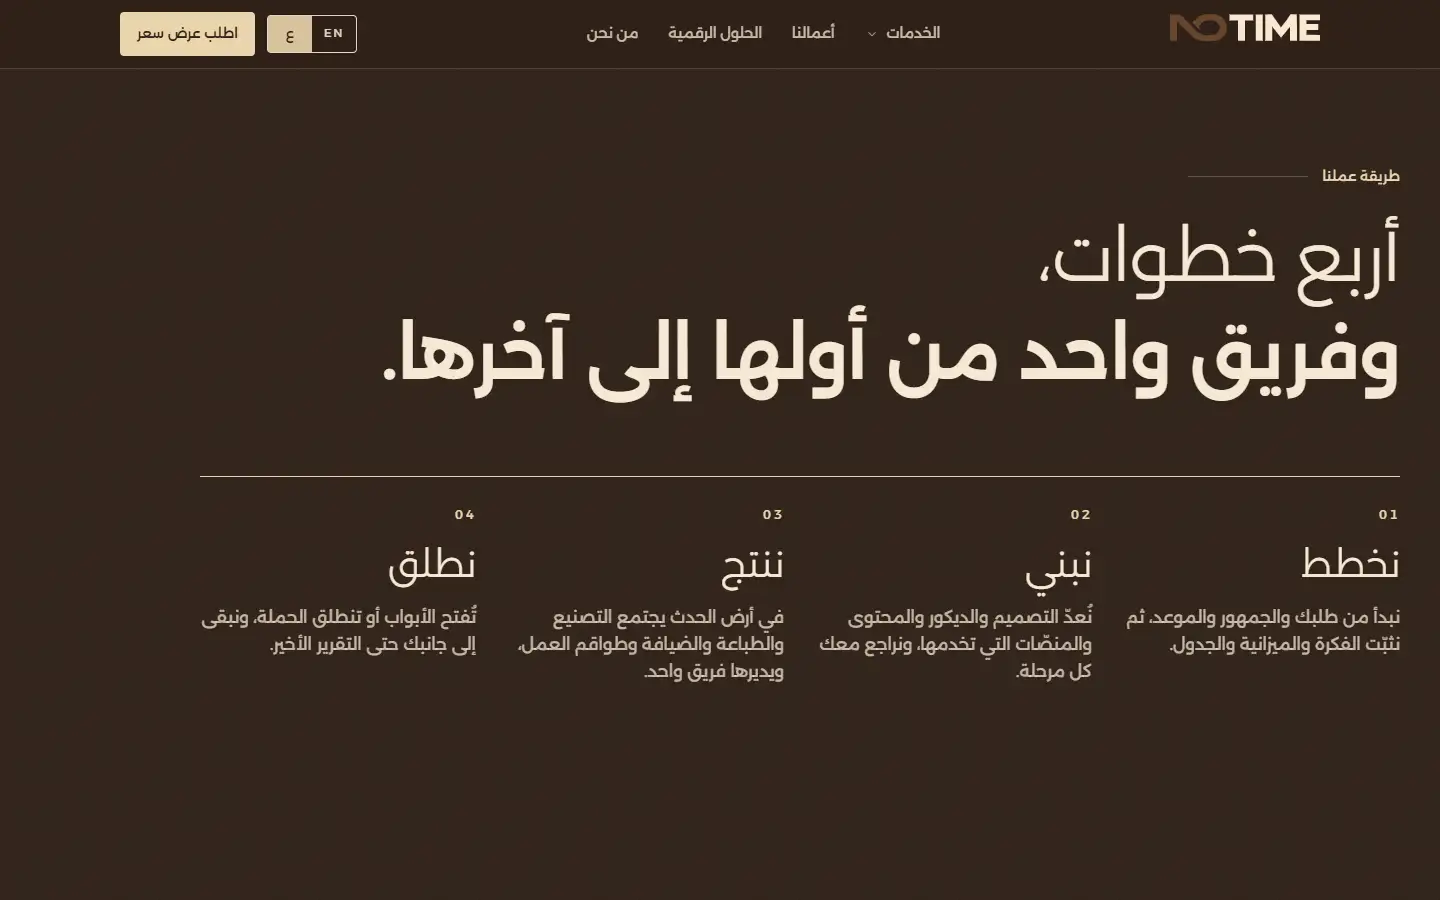 NO TIME
الخدمات
أعمالنا
الحلول الرقمية
من نحن
EN
ع
اطلب عرض سعر
طريقة عملنا
أربع خطوات،
وفريق واحد من أولها إلى آخرها.
01
نخطط
نبدأ من طلبك والجمهور والموعد، ثم
نثبّت الفكرة والميزانية والجدول.
02
نبني
نُعدّ التصميم والديكور والمحتوى
والمنصّات التي تخدمها، ونراجع معك
كل مرحلة.
03
ننتج
في أرض الحدث يجتمع التصنيع
والطباعة والضيافة وطواقم العمل،
ويديرها فريق واحد.
04
نطلق
تُفتح الأبواب أو تنطلق الحملة، ونبقى
إلى جانبك حتى التقرير الأخير.